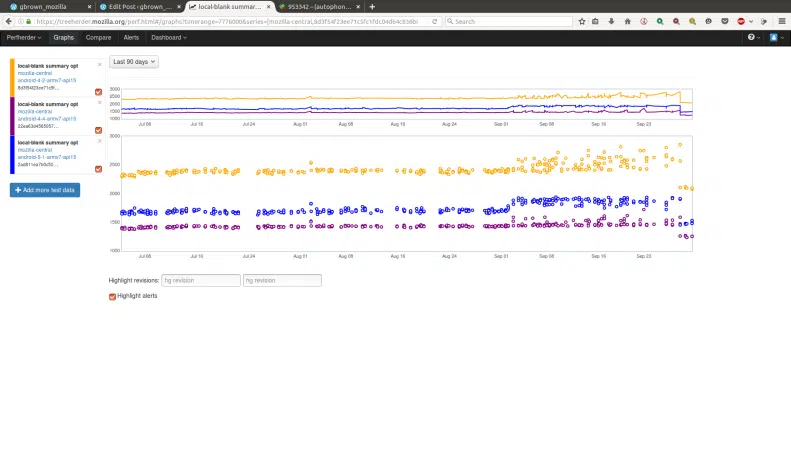 gbrown_mozilla ×
Edit Post ‹ gbrown_… ×
local-blank summar… ×
953342 – (autophon… ×
https://treeherder.mozilla.org/perf.html#/graphs?timerange=7776000&series=[mozilla-central,
Search
Perfherder
Graphs
Compare
Alerts
Dashboard
local-blank summary opt ×
mozilla-central
android-4-2-armv7-api15
local-blank summary opt ×
mozilla-central
android-4-4-armv7-api15
local-blank summary opt ×
mozilla-central
android-6-1-armv7-api15
Add more test data
Last 90 days
3000
2500
2000
1500
1000
Jul 08 Jul 16 Jul 24 Aug 01 Aug 08 Aug 16 Aug 24 Sep 01 Sep 08 Sep 16 Sep 23
3000
2500
2000
1500
1000
Jul 08 Jul 16 Jul 24 Aug 01 Aug 08 Aug 16 Aug 24 Sep 01 Sep 08 Sep 16 Sep 23
Highlight revisions: hg revision hg revision
Highlight alerts